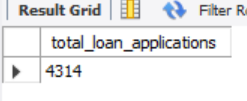 Result Grid Filter R
total_loan_applications
4314